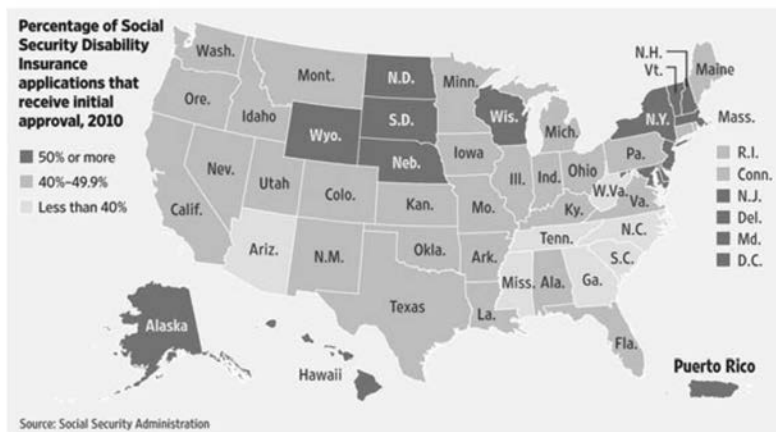 Percentage of Social
Security Disability
Insurance
applications that
receive initial
approval, 2010
50% or more
40%–49.9%
Less than 40%
Wash.
Mont.
N.D.
Minn.
N.H.
Vt.
Maine
Ore.
Idaho
Wyo.
S.D.
Wis.
Mich.
N.Y.
Mass.
Nev.
Utah
Colo.
Neb.
Iowa
Ill.
Ind.
Ohio
Pa.
R.I.
Conn.
N.J.
Del.
Md.
D.C.
Calif.
Kan.
Mo.
Ky.
W.Va.
Va.
Ariz.
N.M.
Okla.
Ark.
Tenn.
N.C.
S.C.
Texas
La.
Miss.
Ala.
Ga.
Fla.
Alaska
Hawaii
Puerto Rico
Source: Social Security Administration